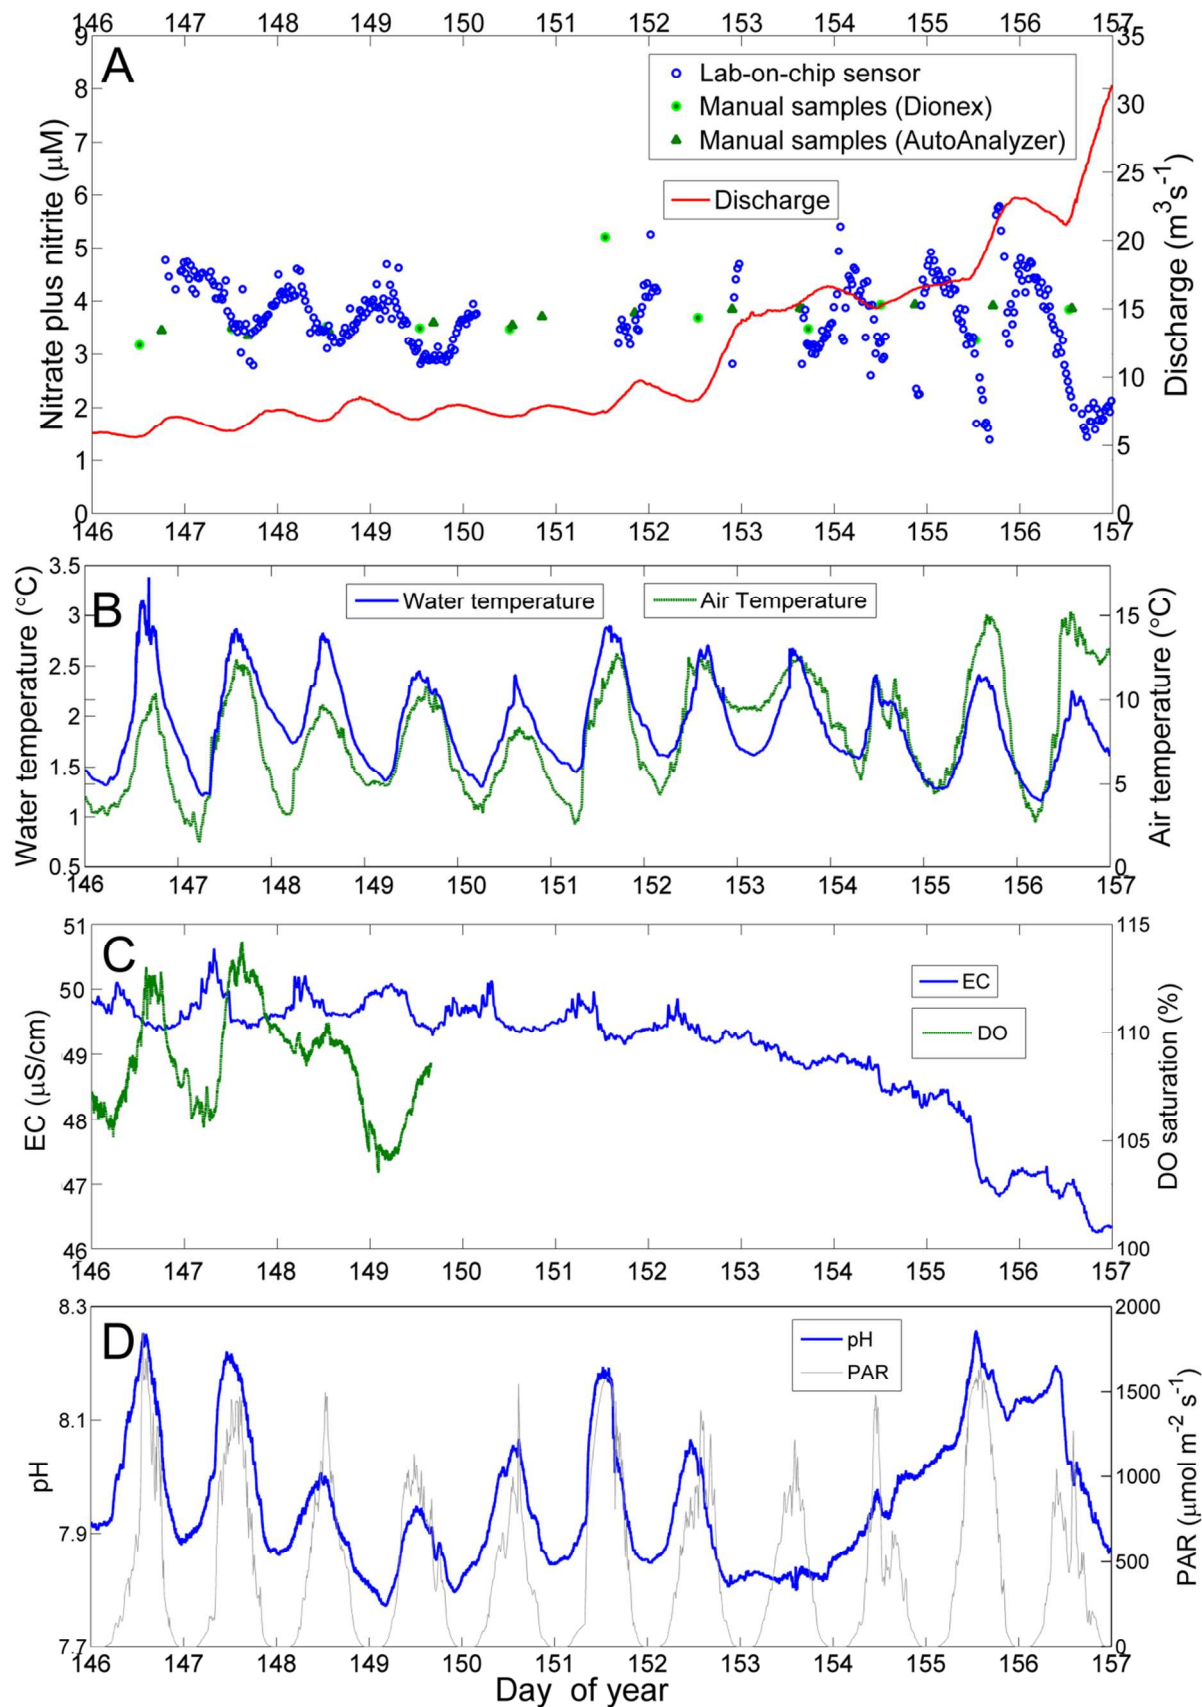 146 147 148 149 150 151 152 153 154 155 156 157
A
9
8
7
6
5
4
3
2
1
0
Nitrate plus nitrite (μM)
Lab-on-chip sensor
Manual samples (Dionex)
Manual samples (AutoAnalyzer)
Discharge
35
30
25
20
15
10
5
0
Discharge (m³s⁻¹)
146 147 148 149 150 151 152 153 154 155 156 157
B
3.5
3
2.5
2
1.5
1
0.5
Water temperature (°C)
Water temperature
Air Temperature
15
10
5
0
Air temperature (°C)
146 147 148 149 150 151 152 153 154 155 156 157
C
51
50
49
48
47
46
EC (μS/cm)
EC
DO
115
110
105
100
DO saturation (%)
146 147 148 149 150 151 152 153 154 155 156 157
D
8.3
8.1
7.9
7.7
pH
pH
PAR
2000
1500
1000
500
0
PAR (μmol m⁻² s⁻¹)
146 147 148 149 150 151 152 153 154 155 156 157
Day of year